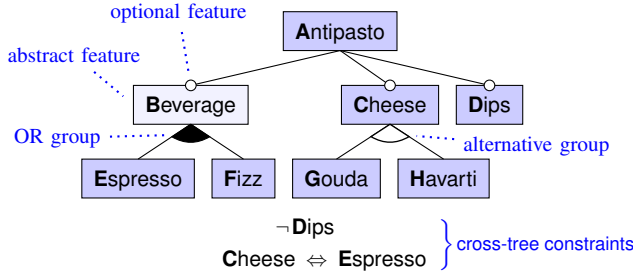 optional feature
Antipasto
abstract feature
Beverage
Cheese
Dips
OR group
alternative group
Espresso
Fizz
Gouda
Havarti
¬Dips
Cheese ⇔ Espresso
cross-tree constraints